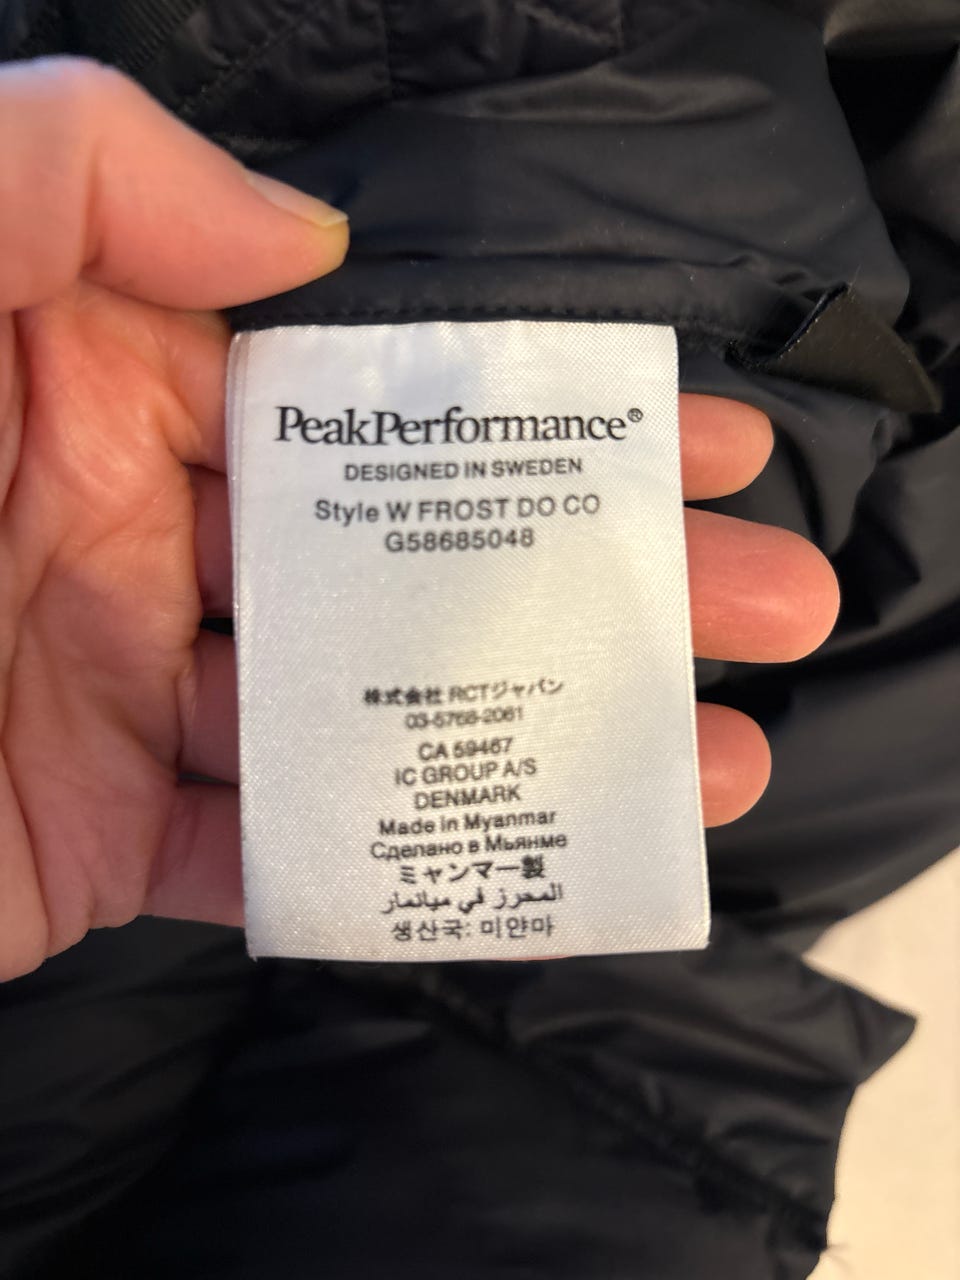 PeakPerformance®
DESIGNED IN SWEDEN
Style W FROST DO CO
G58685048
株式会社 RCTジャパン
03-5768-2061
CA 59467
IC GROUP A/S
DENMARK
Made in Myanmar
Сделано в Мьянме
ミャンマー製
المحرز في ميانمار
생산국: 미얀마